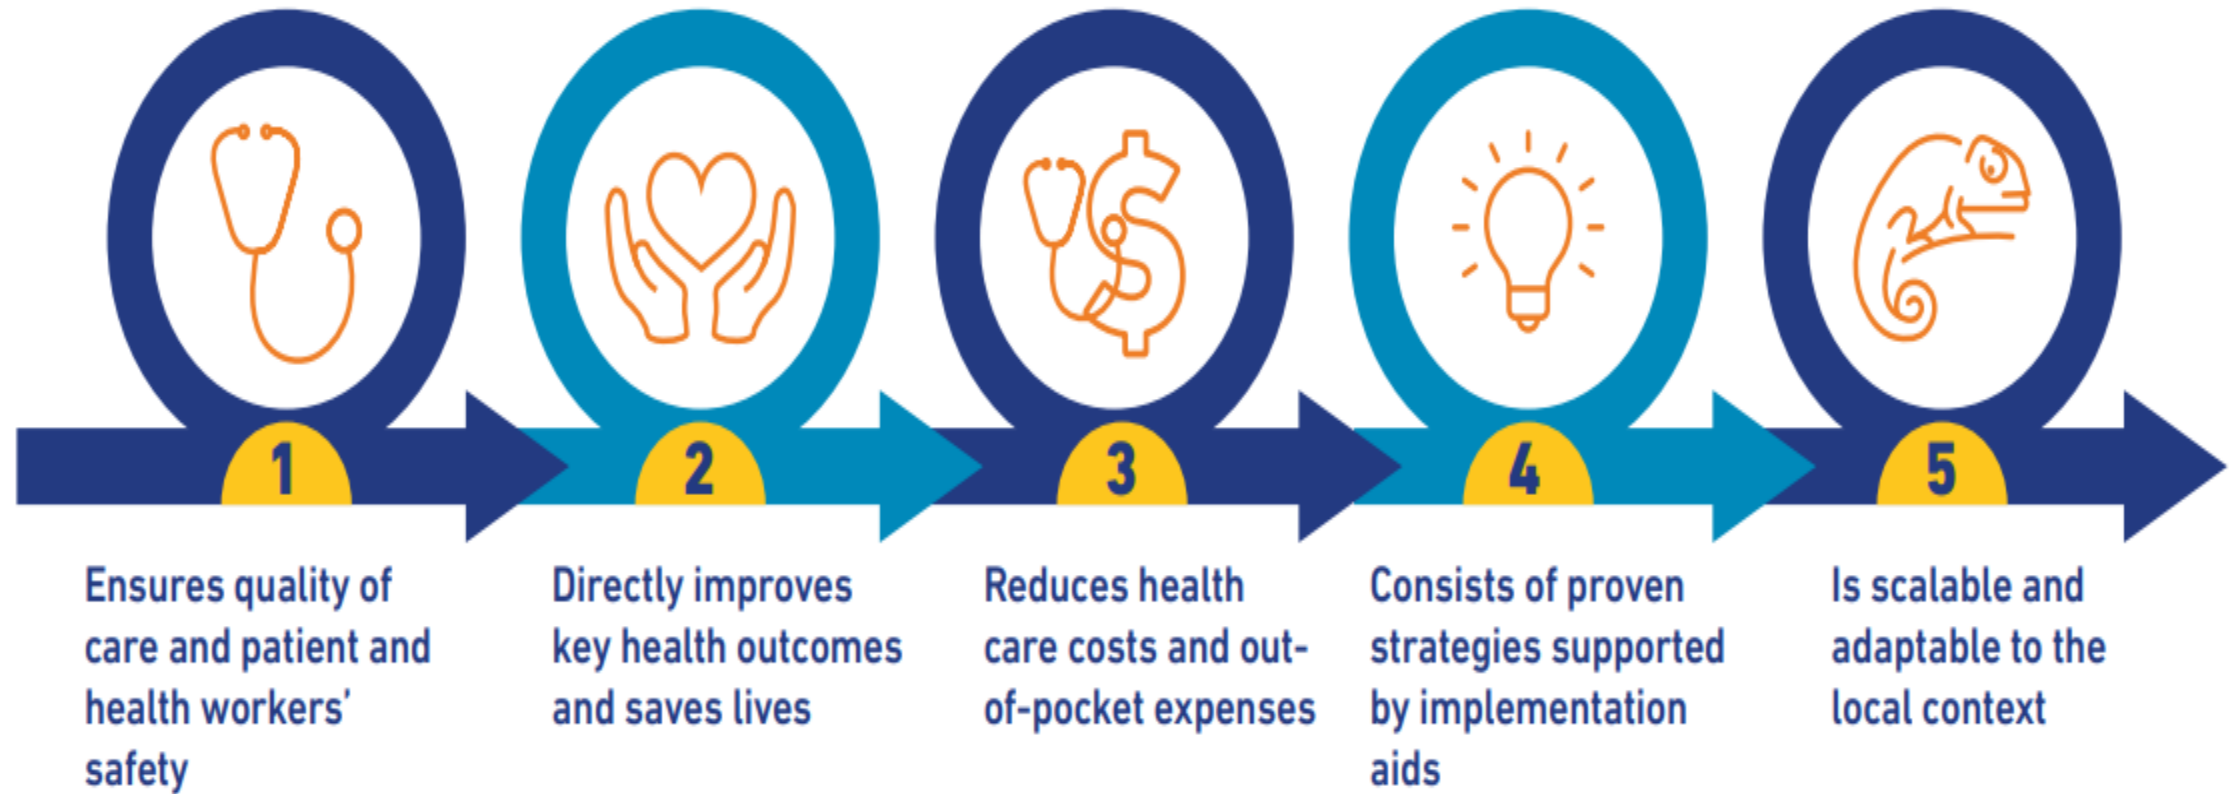 1
Ensures quality of
care and patient and
health workers’
safety
2
Directly improves
key health outcomes
and saves lives
3
Reduces health
care costs and out-
of-pocket expenses
4
Consists of proven
strategies supported
by implementation
aids
5
Is scalable and
adaptable to the
local context